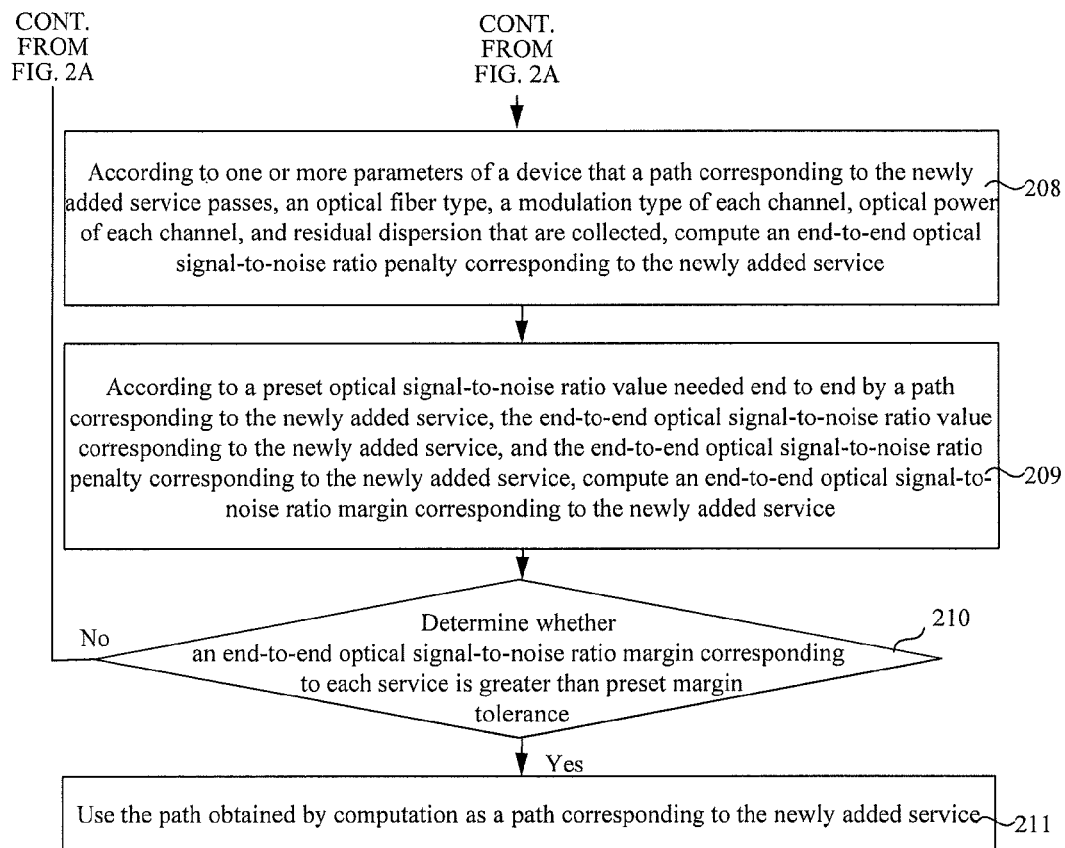 CONT.
FROM
FIG. 2A
CONT.
FROM
FIG. 2A
According to one or more parameters of a device that a path corresponding to the newly
added service passes, an optical fiber type, a modulation type of each channel, optical power
of each channel, and residual dispersion that are collected, compute an end-to-end optical
signal-to-noise ratio penalty corresponding to the newly added service
208
According to a preset optical signal-to-noise ratio value needed end to end by a path
corresponding to the newly added service, the end-to-end optical signal-to-noise ratio value
corresponding to the newly added service, and the end-to-end optical signal-to-noise ratio
penalty corresponding to the newly added service, compute an end-to-end optical signal-to-
noise ratio margin corresponding to the newly added service
209
Determine whether
an end-to-end optical signal-to-noise ratio margin corresponding
to each service is greater than preset margin
tolerance
210
No
Yes
Use the path obtained by computation as a path corresponding to the newly added service
211